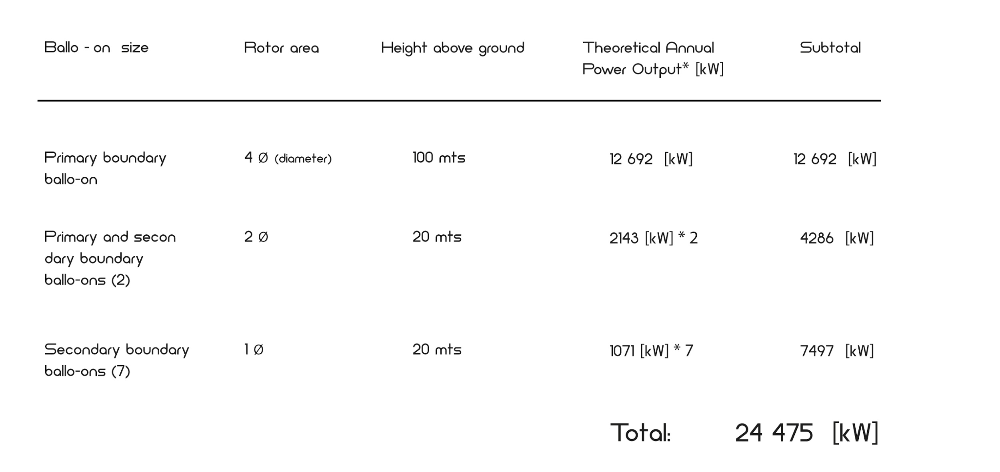 Ballo - on size Rotor area Height above ground Theoretical Annual Subtotal
Power Output* [kW]
Primary boundary 4 Ø (diameter) 100 mts 12 692 [kW] 12 692 [kW]
ballo-on
Primary and secon 2 Ø 20 mts 2143 [kW] * 2 4286 [kW]
dary boundary
ballo-ons (2)
Secondary boundary 1 Ø 20 mts 1071 [kW] * 7 7497 [kW]
ballo-ons (7)
Total: 24 475 [kW]